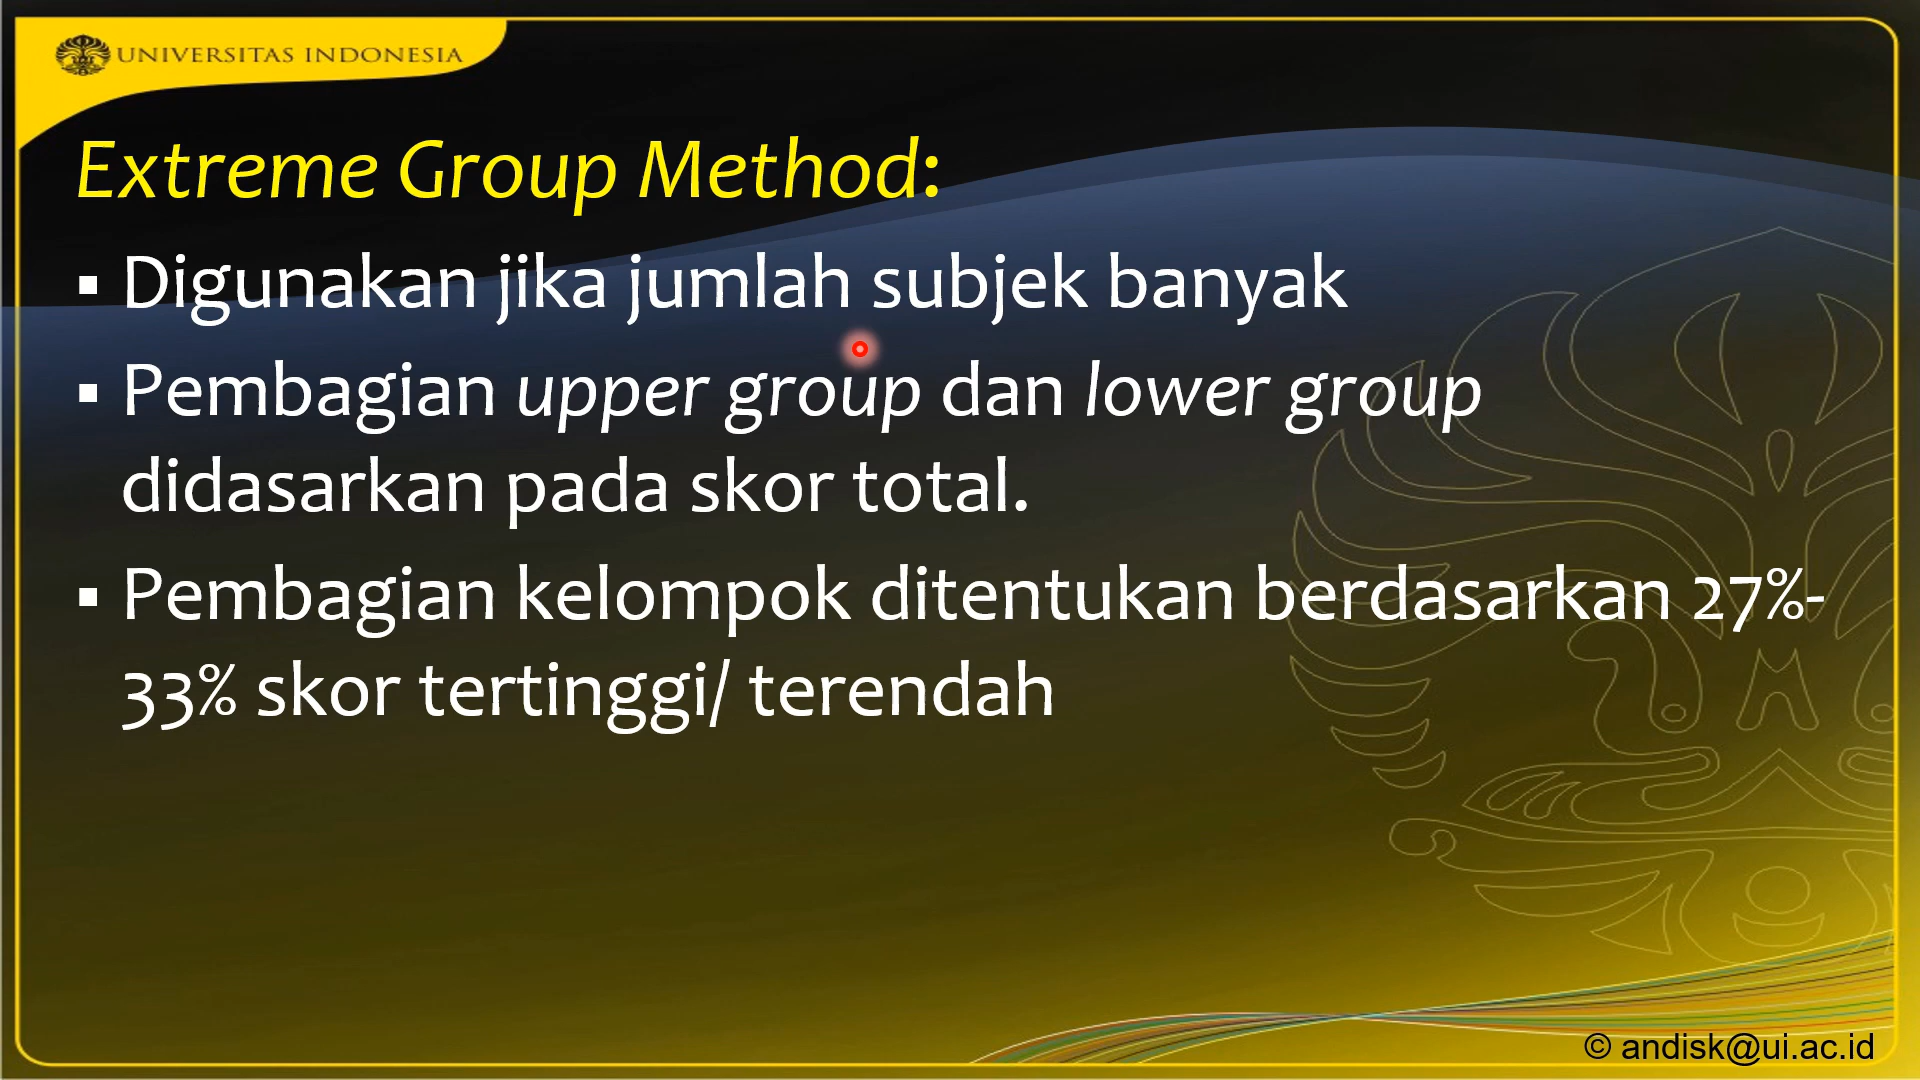 UNIVERSITAS INDONESIA
Extreme Group Method:
▪ Digunakan jika jumlah subjek banyak
▪ Pembagian upper group dan lower group
didasarkan pada skor total.
▪ Pembagian kelompok ditentukan berdasarkan 27%-
33% skor tertinggi/ terendah
© andisk@ui.ac.id